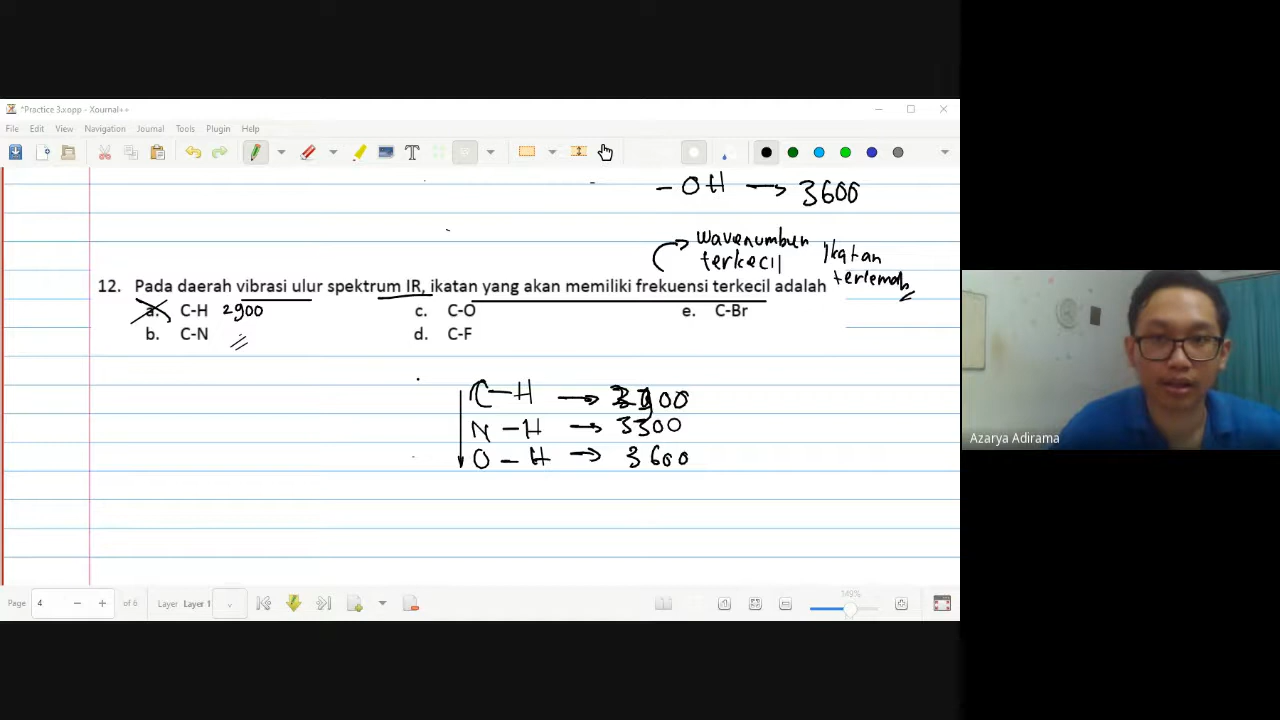 *Practice 3.xopp - Xournal++
File Edit View Navigation Journal Tools Plugin Help
- OH → 3600
wavenumber
terkecil
Ikatan
terlemah
12. Pada daerah vibrasi ulur spektrum IR, ikatan yang akan memiliki frekuensi terkecil adalah
a. C-H 2900 c. C-O e. C-Br
b. C-N d. C-F
C-H → 2900
N-H → 3300
O-H → 3600
Azarya Adirama
Page 4 of 6 Layer Layer 1 149%